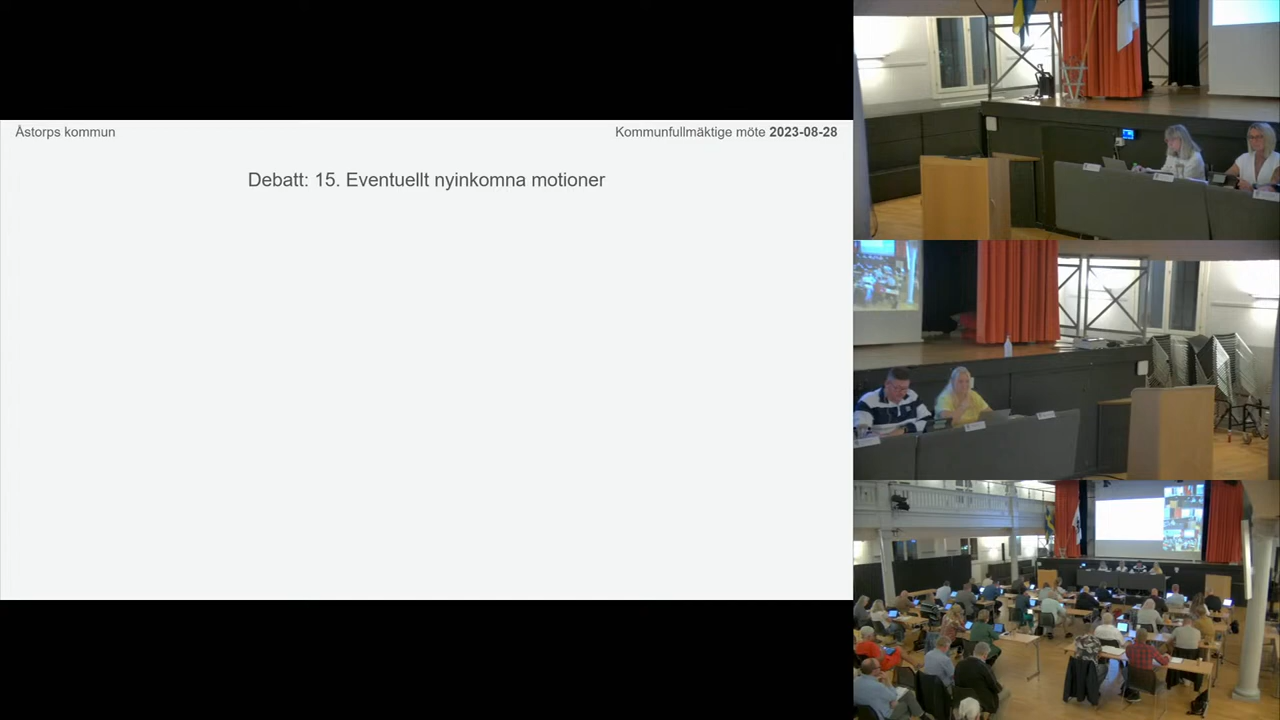 Åstorps kommun
Kommunfullmäktige möte 2023-08-28
Debatt: 15. Eventuellt nyinkomna motioner